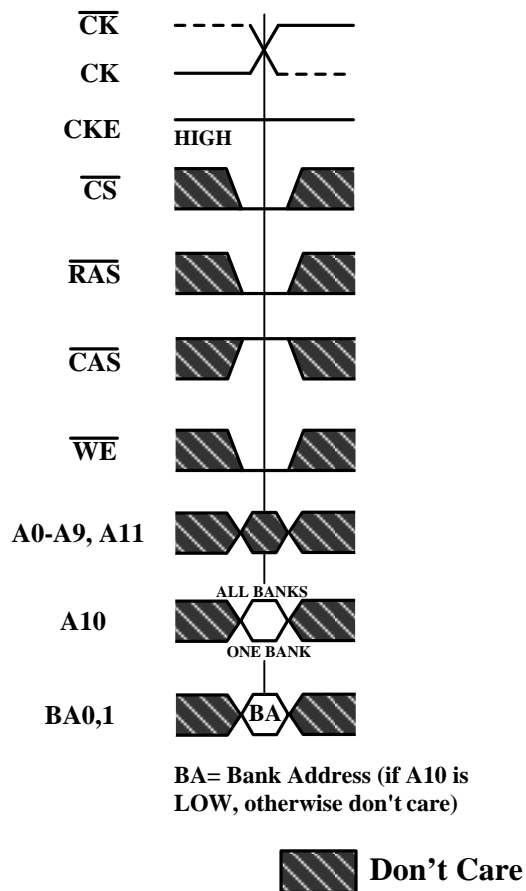 CK
CK
CKE
HIGH
CS
RAS
CAS
WE
A0-A9, A11
ALL BANKS
A10
ONE BANK
BA0,1
BA
BA= Bank Address (if A10 is
LOW, otherwise don't care)
Don't Care